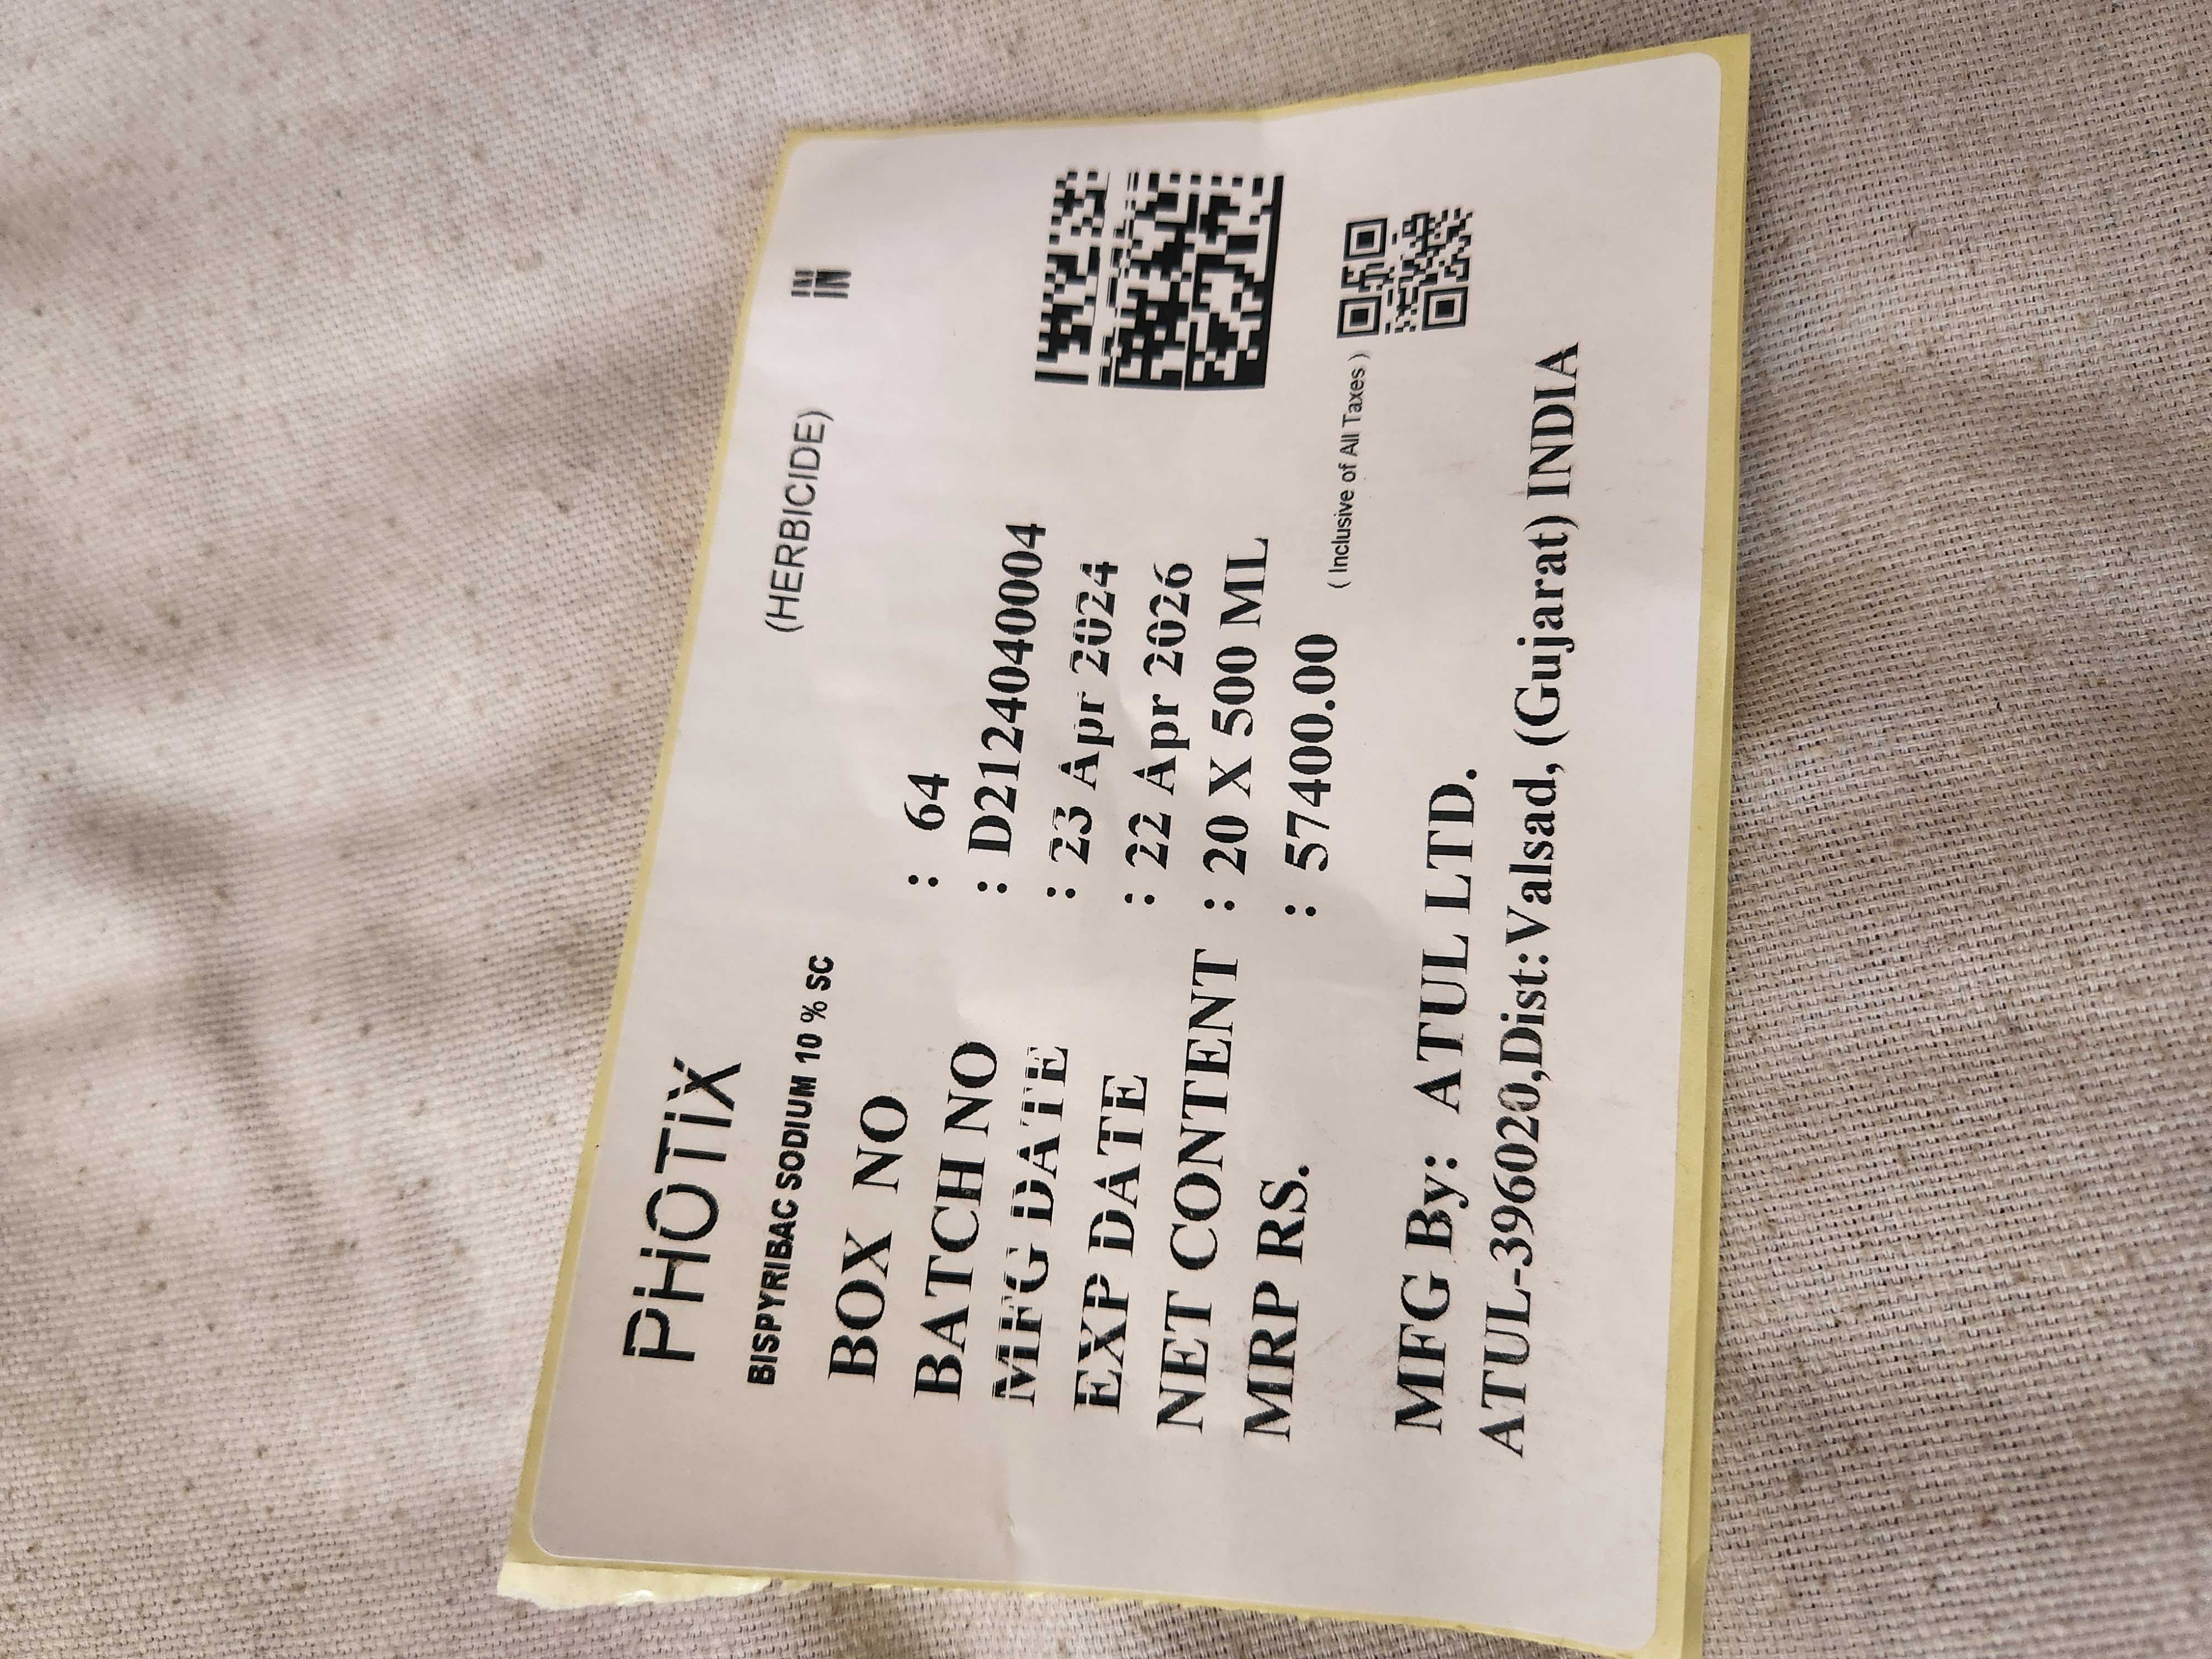 PHOTIX
BISPYRIBAC SODIUM 10 % SC (HERBICIDE) IN
BOX NO : 64
BATCH NO : D2124040004
MFG DATE : 23 Apr 2024
EXP DATE : 22 Apr 2026
NET CONTENT : 20 X 500 ML
MRP RS. : 57400.00
( Inclusive of All Taxes )
MFG By: ATUL LTD.
ATUL-396020,Dist:Valsad, (Gujarat) INDIA